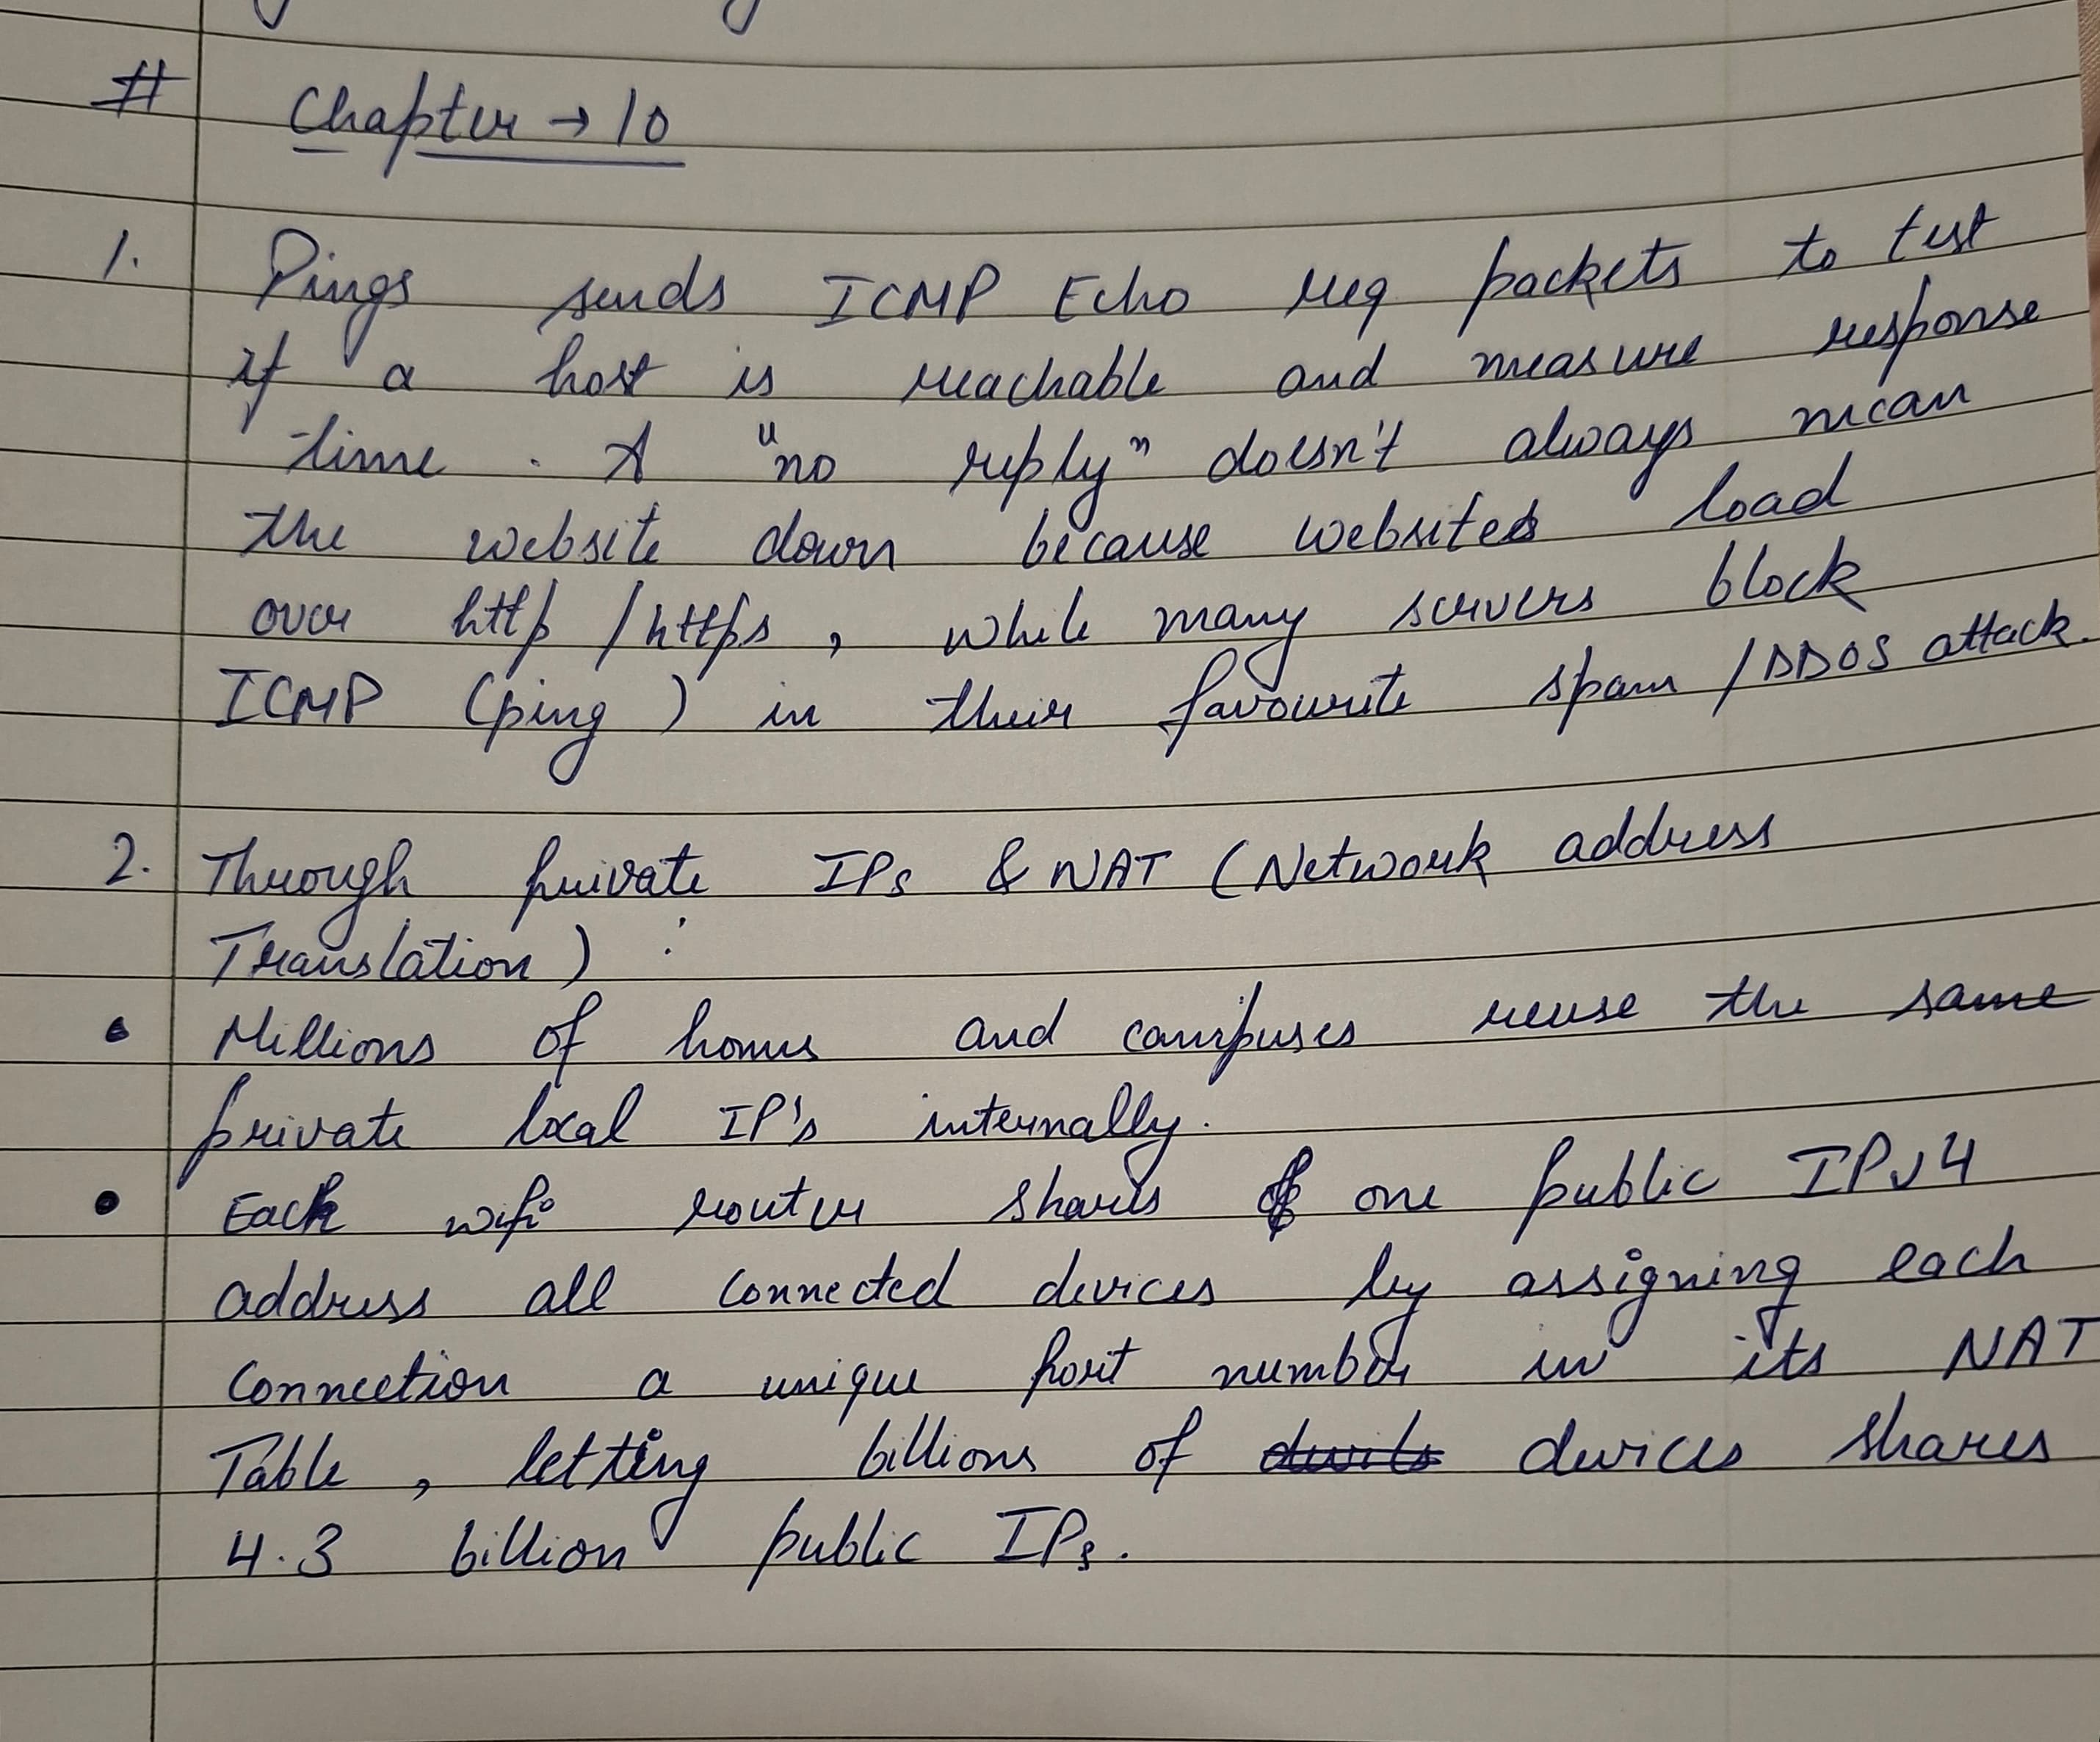 # Chapter → 10
1. Pings sends ICMP Echo req packets to test
if a host is reachable and measure response
time . A "no reply" doesn't always mean
the website down because websites load
over http / https , while many servers block
ICMP (ping ) in their favourite spam / DDOS attack.
2. Through private IPs & NAT ( Network address
Translation ) :
• Millions of homes and campuses reuse the same
private local IP's internally.
• Each wifi router shares one public IPv4
address all connected devices by assigning each
connection a unique port number in its NAT
Table , letting billions of devices shares
4.3 billion public IPs.